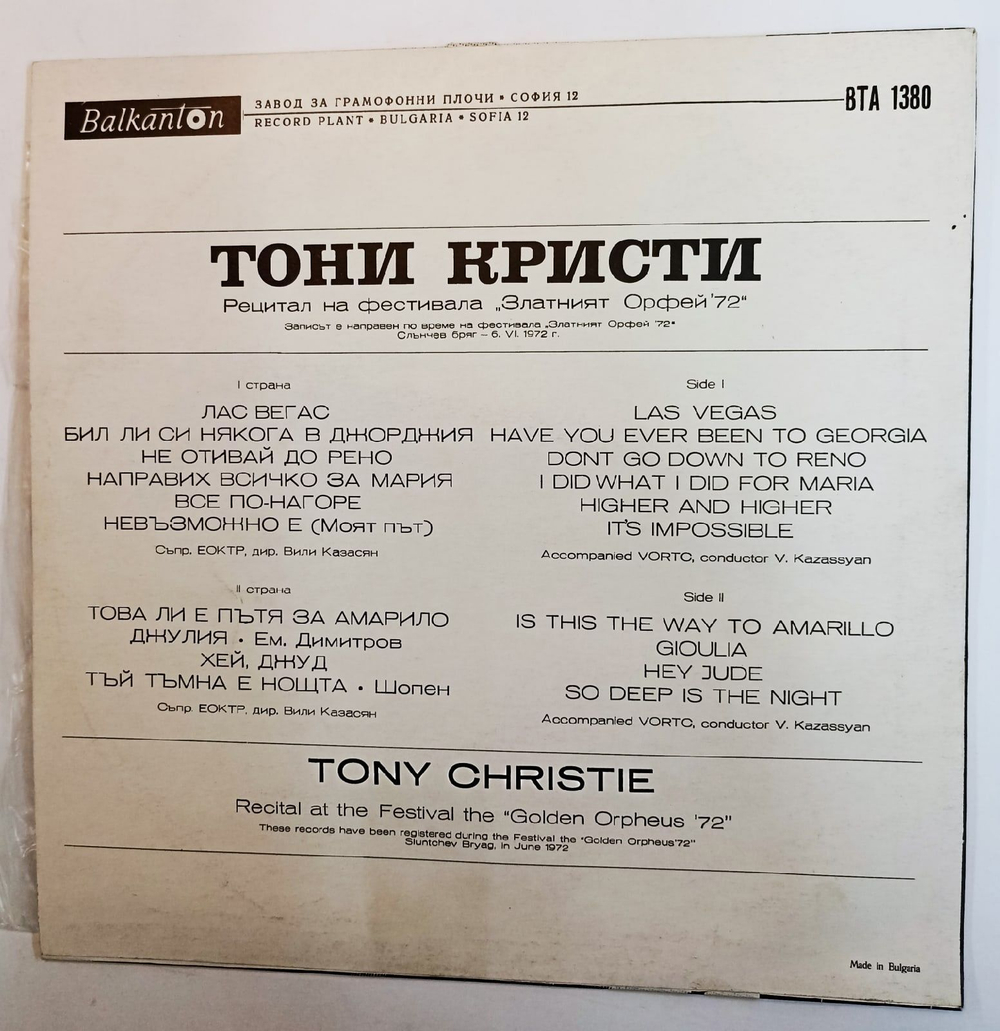 Balkanton
ЗАВОД ЗА ГРАМОФОННИ ПЛОЧИ • СОФИЯ 12
RECORD PLANT • BULGARIA • SOFIA 12
ВТА 1380
ТОНИ КРИСТИ
Рецитал на фестивала „Златният Орфей '72"
Записът е направен по време на фестивала „Златният Орфей '72"
Слънчев бряг – 6. VI. 1972 г.
I страна
ЛАС ВЕГАС
БИЛ ЛИ СИ НЯКОГА В ДЖОРДЖИЯ
НЕ ОТИВАЙ ДО РЕНО
НАПРАВИХ ВСИЧКО ЗА МАРИЯ
ВСЕ ПО-НАГОРЕ
НЕВЪЗМОЖНО Е (Моят път)
Съпр. ЕОКТР, дир. Вили Казасян
II страна
ТОВА ЛИ Е ПЪТЯ ЗА АМАРИЛО
ДЖУЛИЯ • Ем. Димитров
ХЕЙ, ДЖУД
ТЪЙ ТЪМНА Е НОЩТА • Шопен
Съпр. ЕОКТР, дир. Вили Казасян
Side I
LAS VEGAS
HAVE YOU EVER BEEN TO GEORGIA
DONT GO DOWN TO RENO
I DID WHAT I DID FOR MARIA
HIGHER AND HIGHER
IT'S IMPOSSIBLE
Accompanied VORTC, conductor V. Kazassyan
Side II
IS THIS THE WAY TO AMARILLO
GIOULIA
HEY JUDE
SO DEEP IS THE NIGHT
Accompanied VORTC, conductor V. Kazassyan
TONY CHRISTIE
Recital at the Festival the "Golden Orpheus '72"
These records have been registered during the Festival the "Golden Orpheus'72"
Sluntchev Bryag, in June 1972
Made in Bulgaria